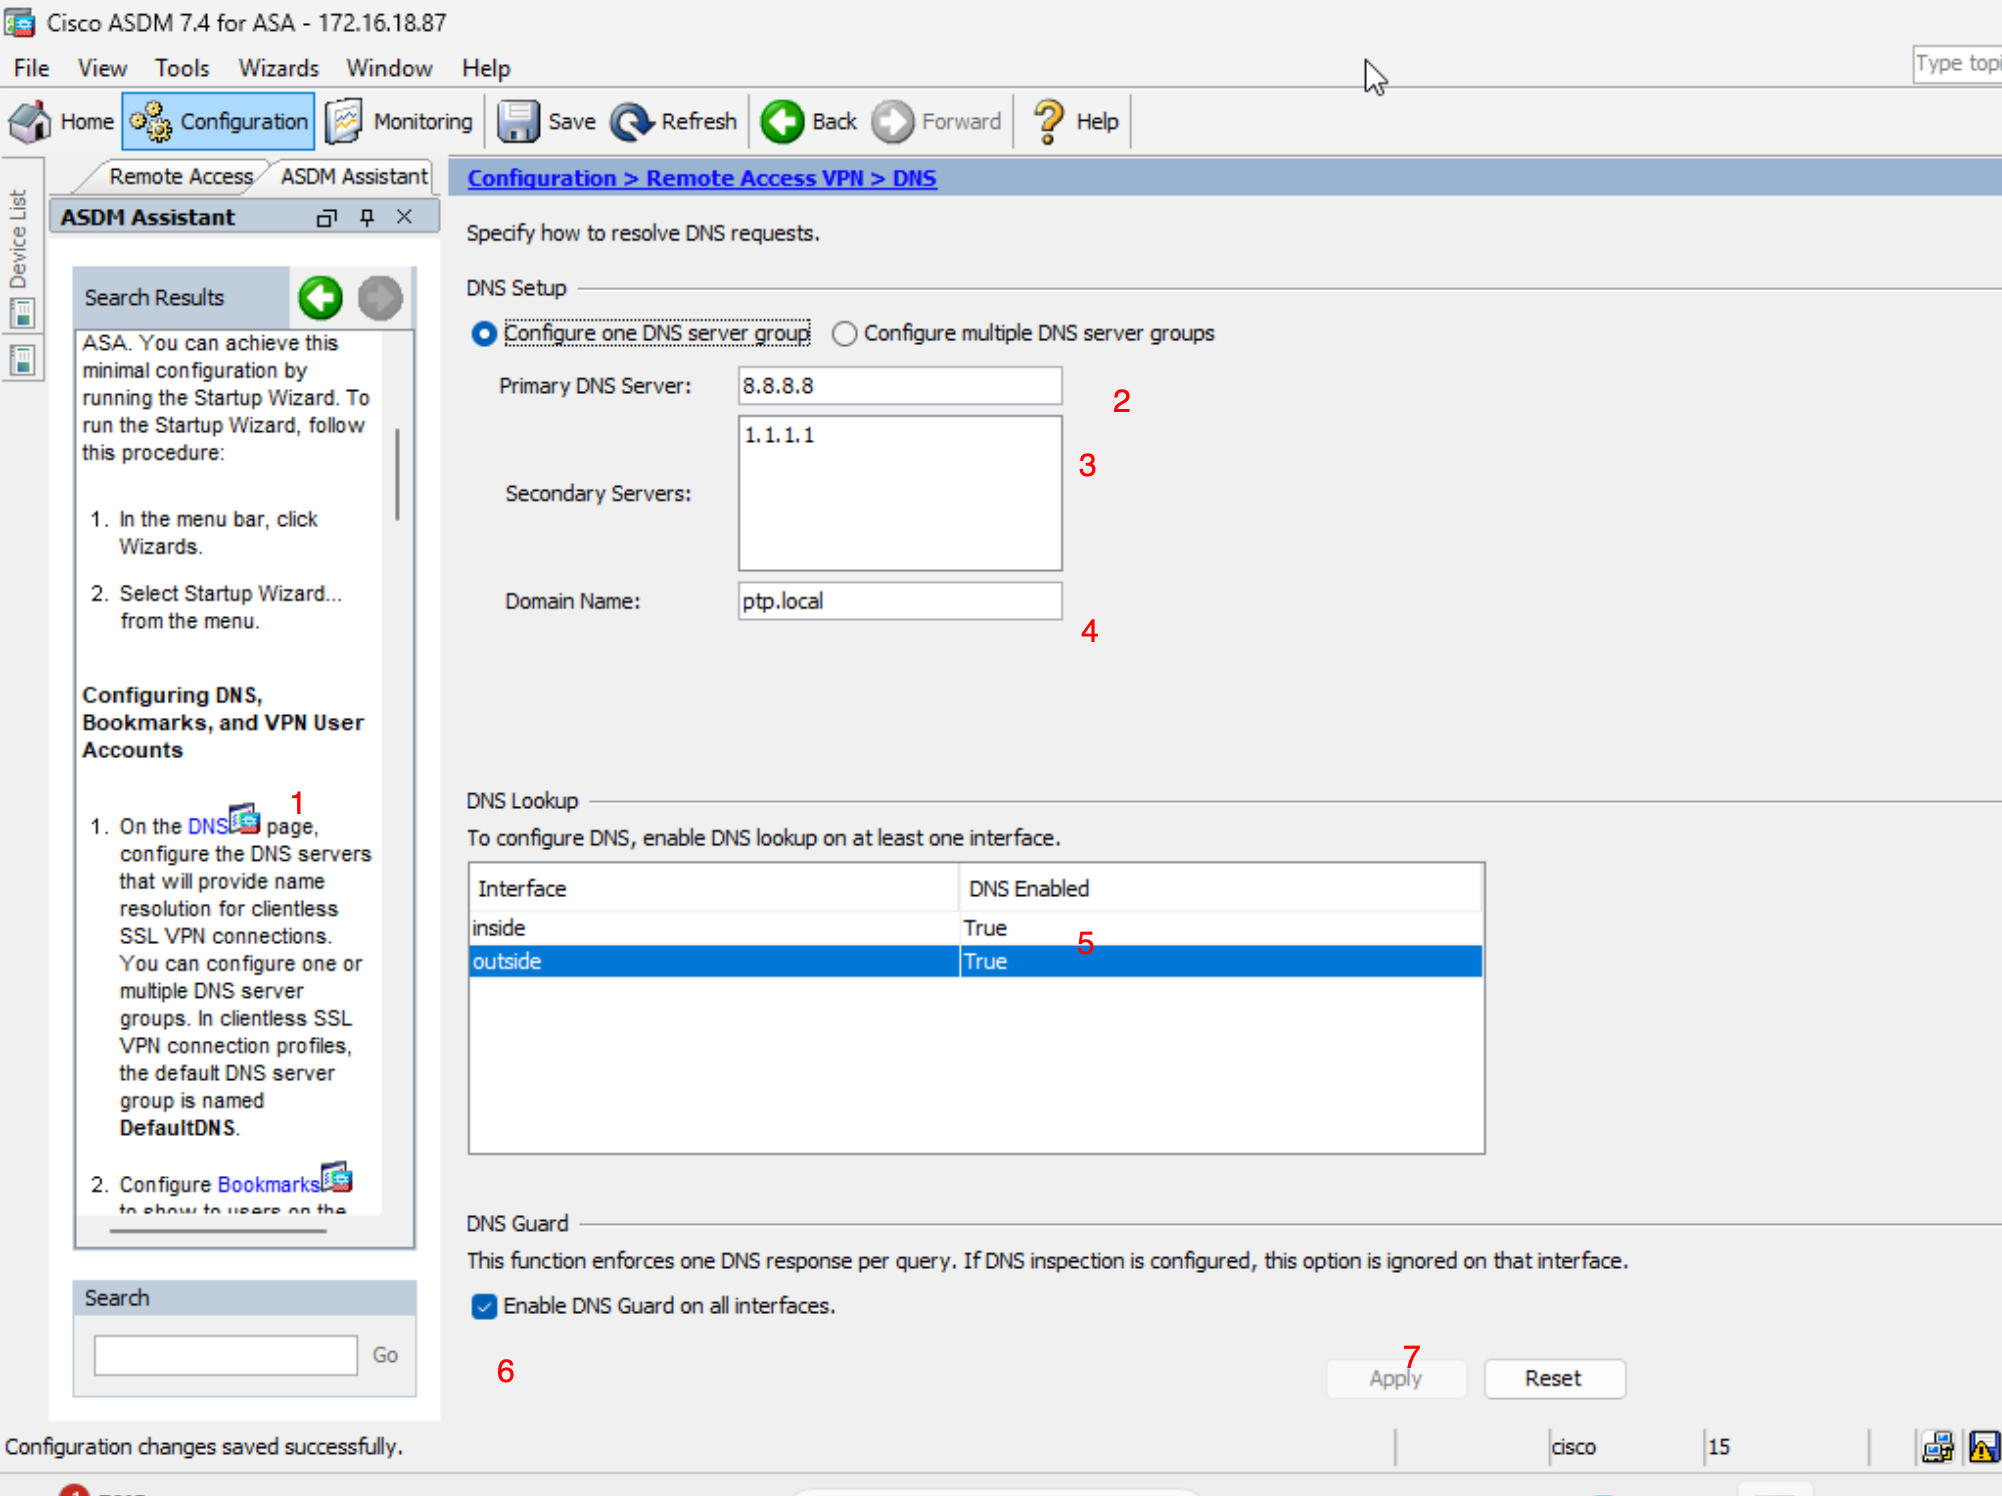 Cisco ASDM 7.4 for ASA - 172.16.18.87
File View Tools Wizards Window Help
Type topi
Home Configuration Monitoring Save Refresh Back Forward Help
Device List
Remote Access ASDM Assistant
ASDM Assistant
Search Results
ASA. You can achieve this
minimal configuration by
running the Startup Wizard. To
run the Startup Wizard, follow
this procedure:
1. In the menu bar, click
Wizards.
2. Select Startup Wizard...
from the menu.
Configuring DNS,
Bookmarks, and VPN User
Accounts
1
1. On the DNS page,
configure the DNS servers
that will provide name
resolution for clientless
SSL VPN connections.
You can configure one or
multiple DNS server
groups. In clientless SSL
VPN connection profiles,
the default DNS server
group is named
DefaultDNS.
2. Configure Bookmarks
to show to users on the
Search
Go
Configuration > Remote Access VPN > DNS
Specify how to resolve DNS requests.
DNS Setup
Configure one DNS server group Configure multiple DNS server groups
Primary DNS Server: 8.8.8.8
2
1.1.1.1
3
Secondary Servers:
Domain Name: ptp.local
4
DNS Lookup
To configure DNS, enable DNS lookup on at least one interface.
Interface DNS Enabled
inside True
5
outside True
DNS Guard
This function enforces one DNS response per query. If DNS inspection is configured, this option is ignored on that interface.
Enable DNS Guard on all interfaces.
6
7
Apply Reset
Configuration changes saved successfully.
cisco 15